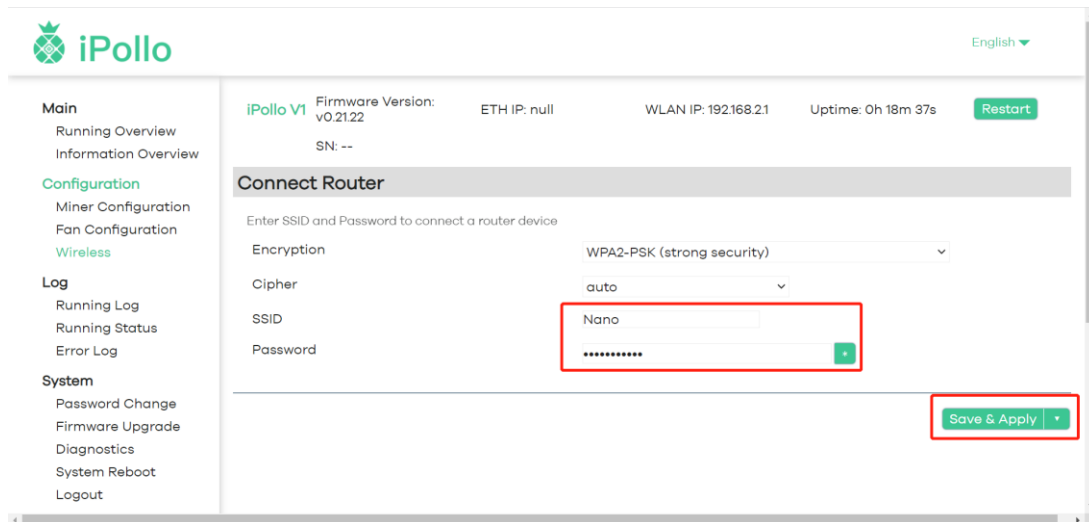 iPollo
English
Main
Running Overview
Information Overview
Configuration
Miner Configuration
Fan Configuration
Wireless
Log
Running Log
Running Status
Error Log
System
Password Change
Firmware Upgrade
Diagnostics
System Reboot
Logout
iPollo V1 Firmware Version: v0.21.22 ETH IP: null WLAN IP: 192.168.2.1 Uptime: 0h 18m 37s Restart
SN: --
Connect Router
Enter SSID and Password to connect a router device
Encryption WPA2-PSK (strong security)
Cipher auto
SSID Nano
Password •••••••••••
Save & Apply